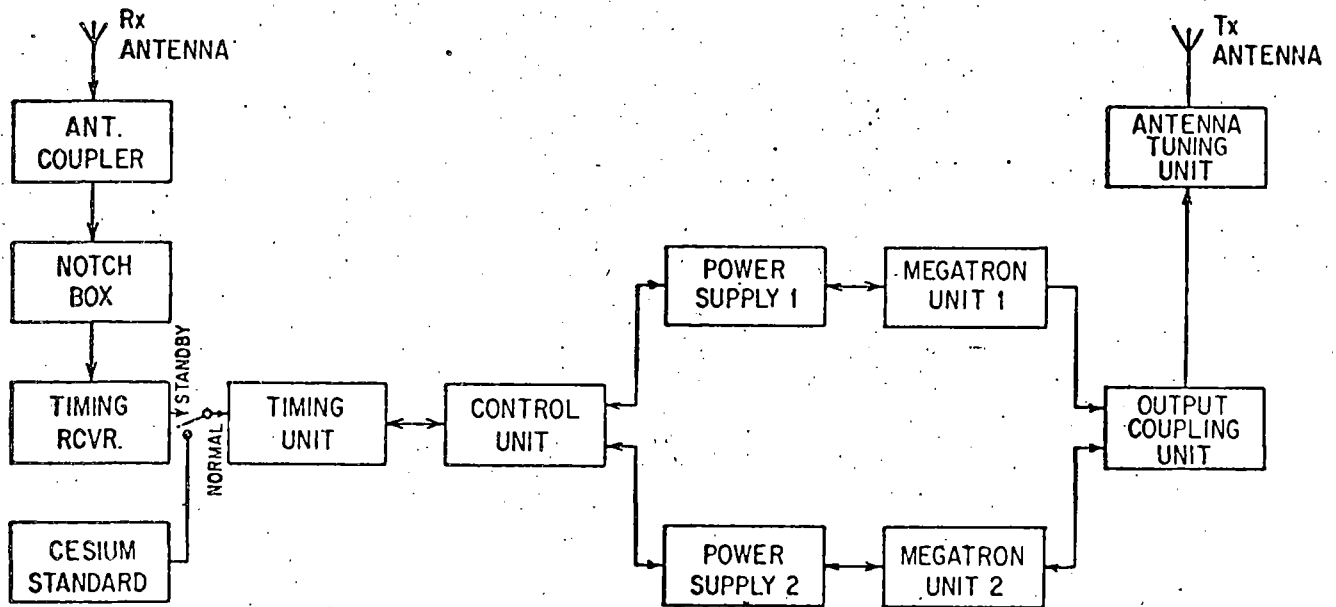 Rx
ANTENNA
ANT.
COUPLER
NOTCH
BOX
TIMING
RCVR.
STANDBY
NORMAL
CESIUM
STANDARD
TIMING
UNIT
CONTROL
UNIT
POWER
SUPPLY 1
MEGATRON
UNIT 1
POWER
SUPPLY 2
MEGATRON
UNIT 2
Tx
ANTENNA
ANTENNA
TUNING
UNIT
OUTPUT
COUPLING
UNIT